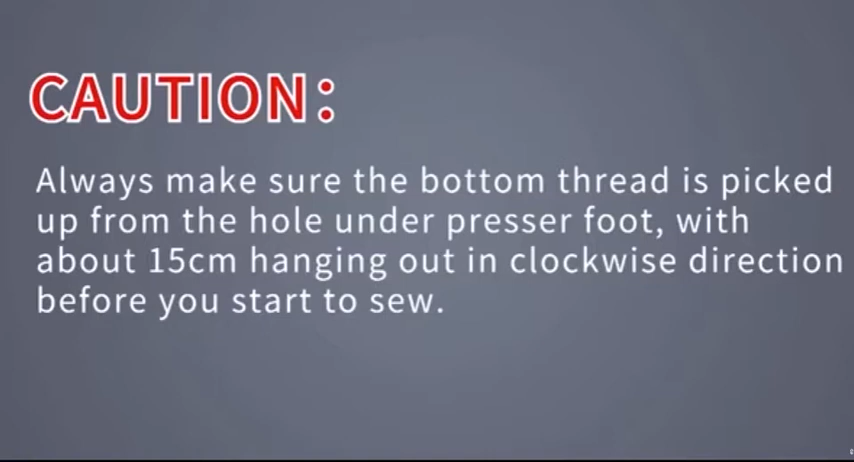 CAUTION:
Always make sure the bottom thread is picked
up from the hole under presser foot, with
about 15cm hanging out in clockwise direction
before you start to sew.